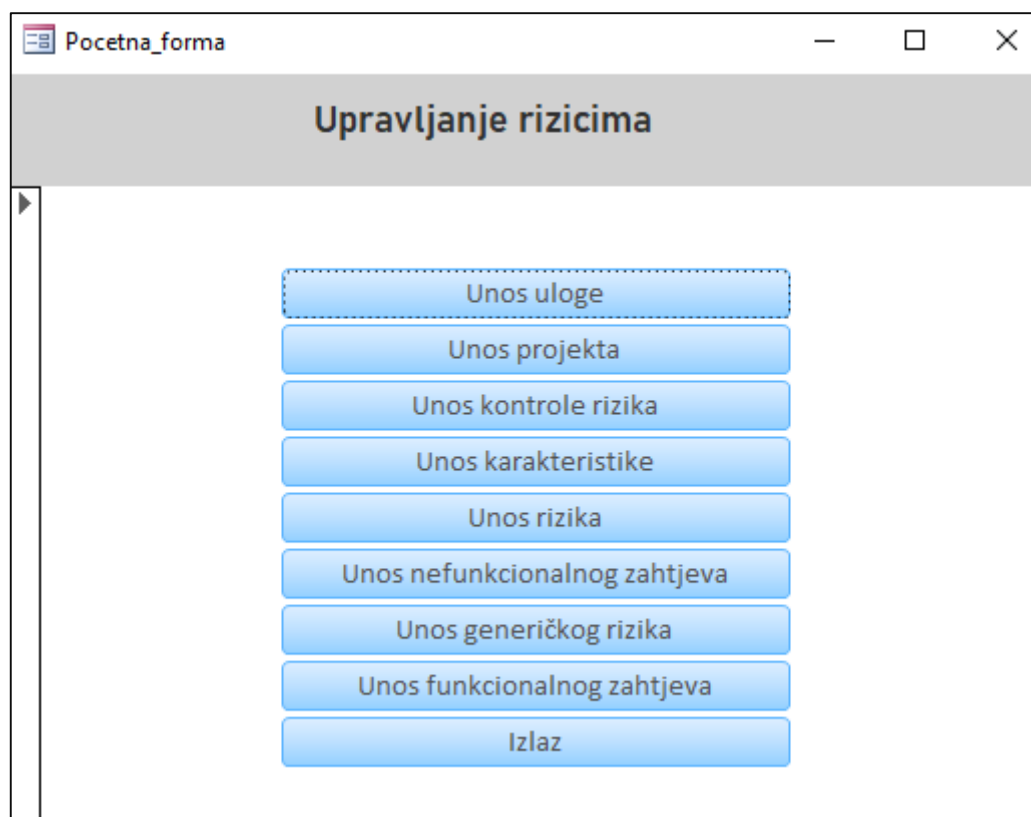 Pocetna_forma
Upravljanje rizicima
Unos uloge
Unos projekta
Unos kontrole rizika
Unos karakteristike
Unos rizika
Unos nefunkcionalnog zahtjeva
Unos generičkog rizika
Unos funkcionalnog zahtjeva
Izlaz